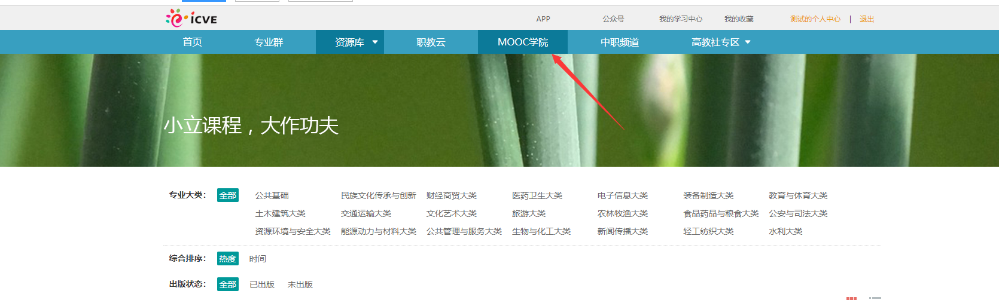 iCVE APP 公众号 我的学习中心 我的收藏 测试的个人中心 | 退出
首页 专业群 资源库 职教云 MOOC学院 中职频道 高教社专区
小立课程，大作功夫
专业大类： 全部 公共基础 民族文化传承与创新 财经商贸大类 医药卫生大类 电子信息大类 装备制造大类 教育与体育大类
土木建筑大类 交通运输大类 文化艺术大类 旅游大类 农林牧渔大类 食品药品与粮食大类 公安与司法大类
资源环境与安全大类 能源动力与材料大类 公共管理与服务大类 生物与化工大类 新闻传播大类 轻工纺织大类 水利大类
综合排序： 热度 时间
出版状态： 全部 已出版 未出版